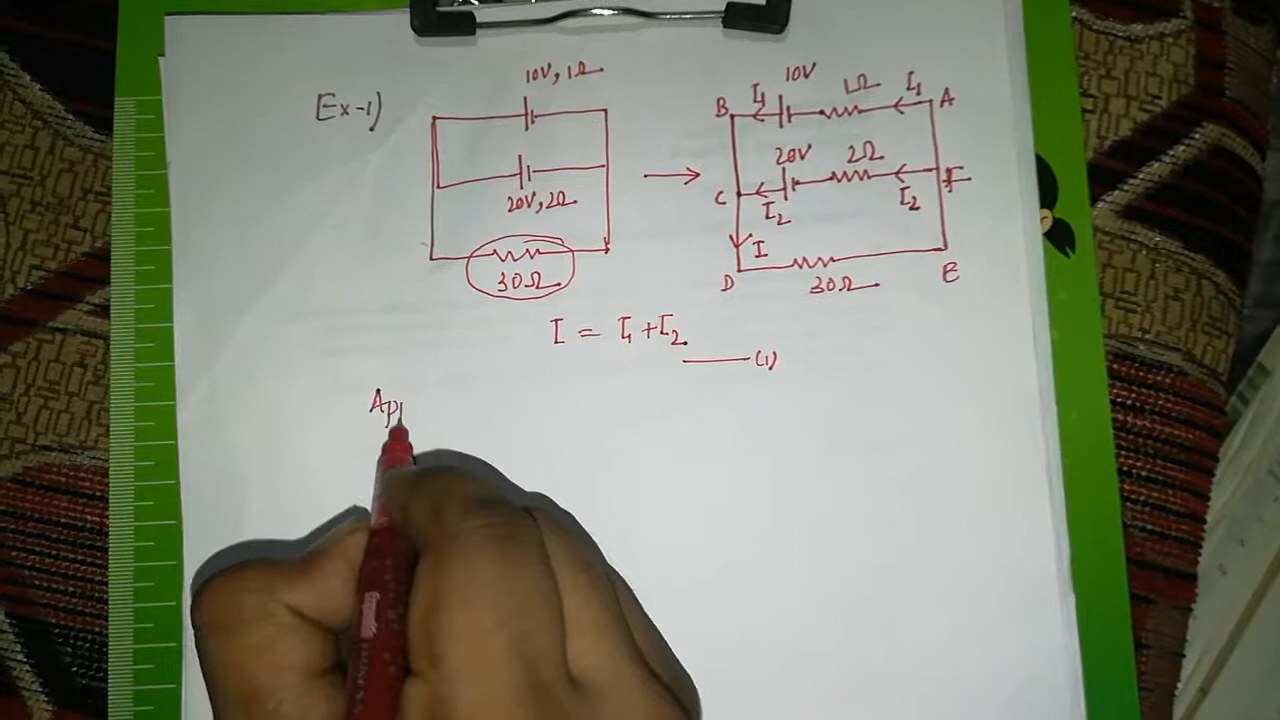 Ex-1)
10V, 1Ω
20V, 2Ω
30Ω
10V 1Ω
B I₁ I₁ A
20V 2Ω
C I₂ I₂ F
I
D 30Ω E
I = I₁ + I₂
(1)
Apl